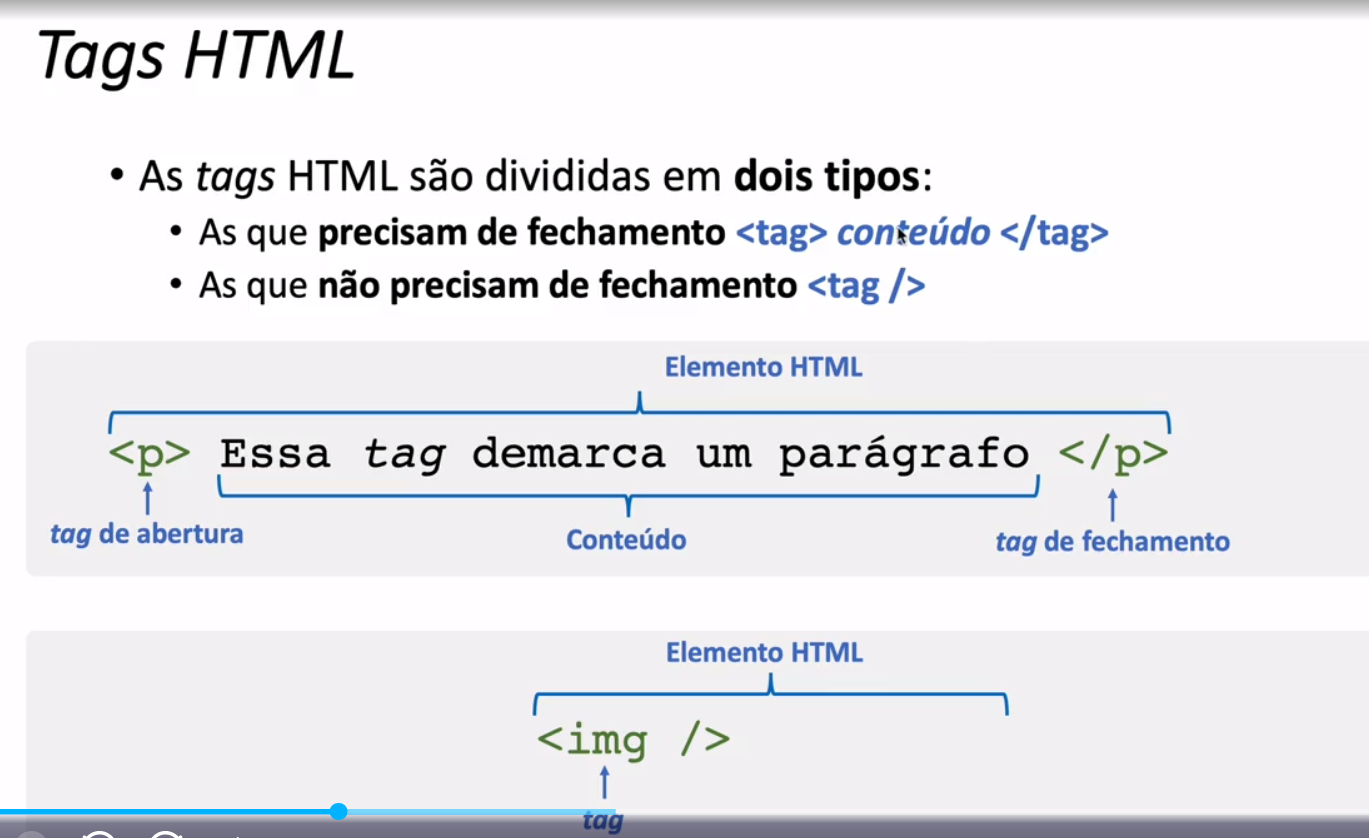 Tags HTML
• As tags HTML são divididas em dois tipos:
• As que precisam de fechamento <tag> conteúdo </tag>
• As que não precisam de fechamento <tag />
Elemento HTML
<p> Essa tag demarca um parágrafo </p>
tag de abertura
Conteúdo
tag de fechamento
Elemento HTML
<img />
tag